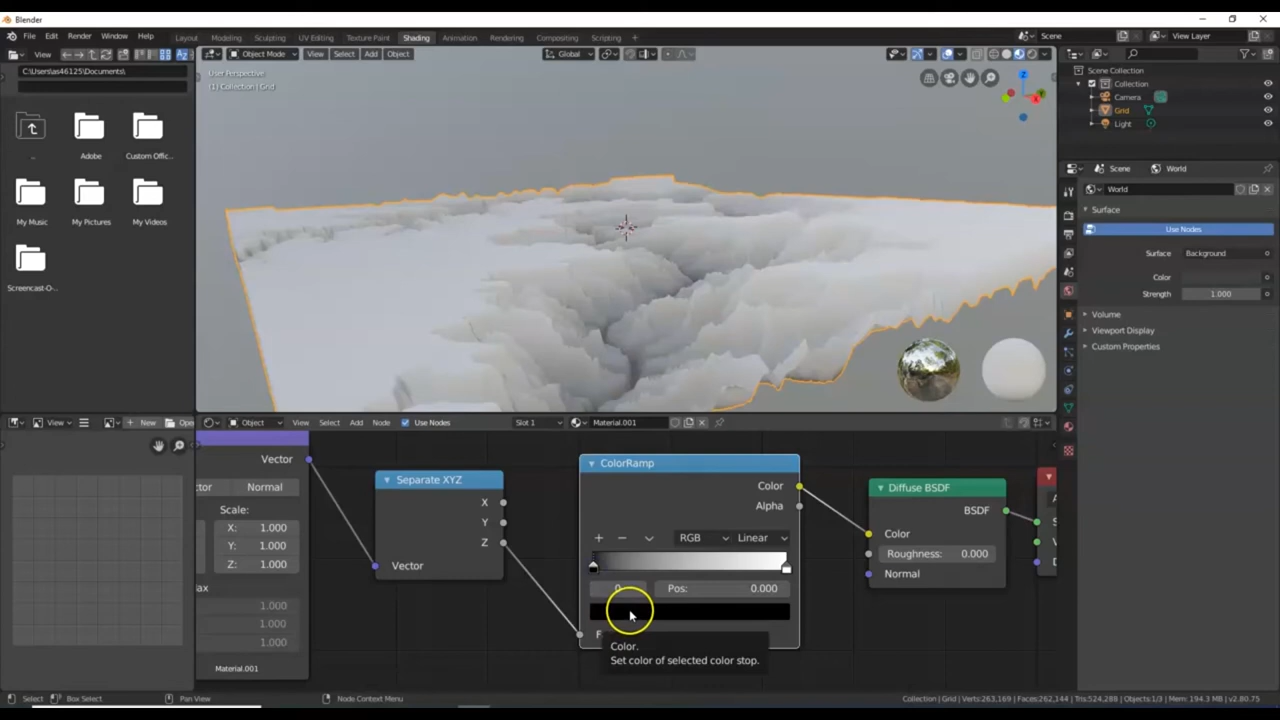 Blender
File Edit Render Window Help
Layout Modeling Sculpting UV Editing Texture Paint Shading Animation Rendering Compositing Scripting +
Scene
View Layer
View
Object Mode View Select Add Object
Global
C:\Users\as46125\Documents\
..
Adobe
Custom Offic...
My Music
My Pictures
My Videos
Screencast-O-...
User Perspective
(1) Collection | Grid
Scene Collection
Collection
Camera
Grid
Light
Scene
World
World
Surface
Use Nodes
Surface Background
Color
Strength 1.000
Volume
Viewport Display
Custom Properties
View
New
Object View Select Add Node Use Nodes
Slot 1
Material.001
Vector
Normal
Scale:
X: 1.000
Y: 1.000
Z: 1.000
1.000
1.000
1.000
Material.001
Separate XYZ
X
Y
Z
Vector
ColorRamp
Color
Alpha
RGB
Linear
0
Pos: 0.000
Color.
Set color of selected color stop.
Diffuse BSDF
BSDF
Color
Roughness: 0.000
Normal
Select
Box Select
Pan View
Node Context Menu
Collection | Grid | Verts:263,169 | Faces:262,144 | Tris:524,288 | Objects:1/3 | Mem: 194.3 MB | v2.80.75